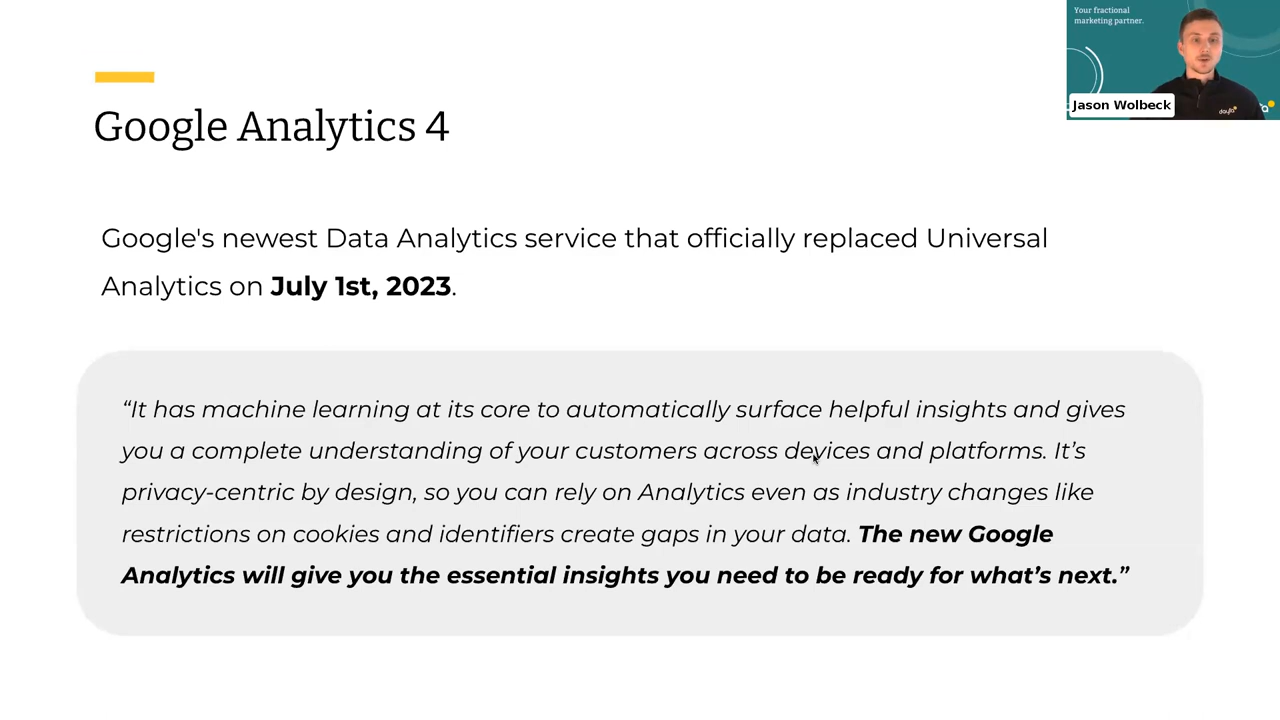 Your fractional
marketing partner.
Jason Wolbeck
dayta
Google Analytics 4
Google's newest Data Analytics service that officially replaced Universal
Analytics on July 1st, 2023.
“It has machine learning at its core to automatically surface helpful insights and gives
you a complete understanding of your customers across devices and platforms. It’s
privacy-centric by design, so you can rely on Analytics even as industry changes like
restrictions on cookies and identifiers create gaps in your data. The new Google
Analytics will give you the essential insights you need to be ready for what’s next.”